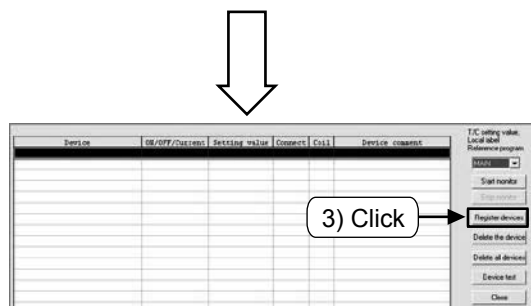 T/C setting value,
Local label
Reference program
Device ON/OFF/Current Setting value Connect Coil Device comment
MAIN
Start monitor
Stop monitor
3) Click
Register devices
Delete the device
Delete all devices
Device test
Close